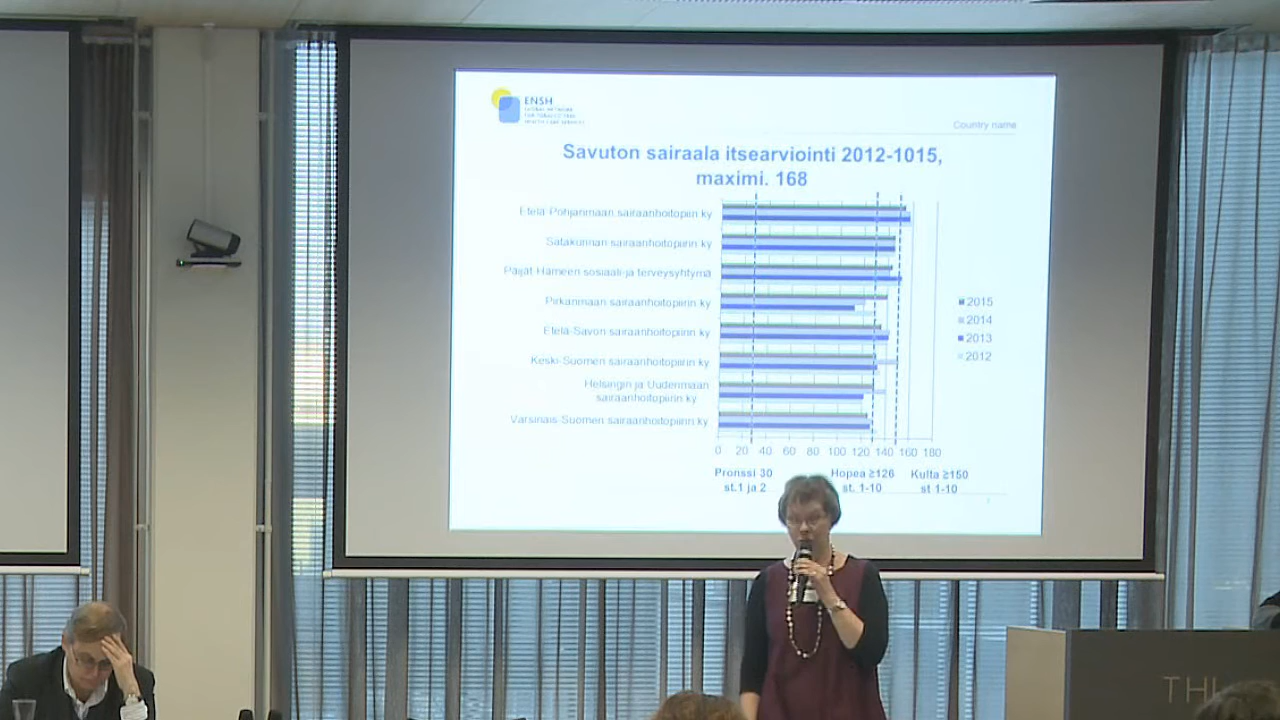 ENSH
Country name
Savuton sairaala itsearviointi 2012-1015,
maximi. 168
Etelä-Pohjanmaan sairaanhoitopiiri ky
Satakunnan sairaanhoitopiirin ky
Päijät-Hämeen sosiaali-ja terveysyhtymä
Pirkanmaan sairaanhoitopiirin ky
Etelä-Savon sairaanhoitopiirin ky
Keski-Suomen sairaanhoitopiirin ky
Helsingin ja Uudenmaan
sairaanhoitopiirin ky
Varsinais-Suomen sairaanhoitopiirin ky
2015
2014
2013
2012
0 20 40 60 80 100 120 140 160 180
Pronssi 30
st.1 ja 2
Hopea ≥126
st. 1-10
Kulta ≥150
st 1-10
THL